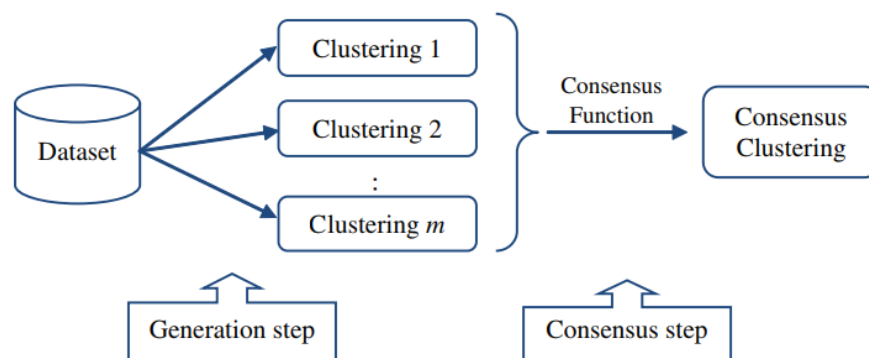 Clustering 1
Consensus
Function
Dataset
Clustering 2
Consensus
Clustering
:
Clustering m
Generation step
Consensus step